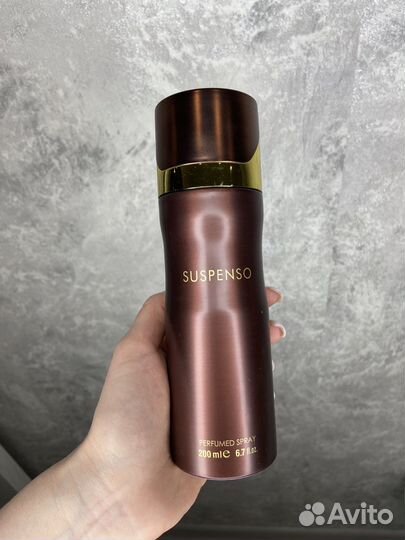 SUSPENSO
PERFUMED SPRAY
200 ml℮ 6.7 fl.oz.
Avito